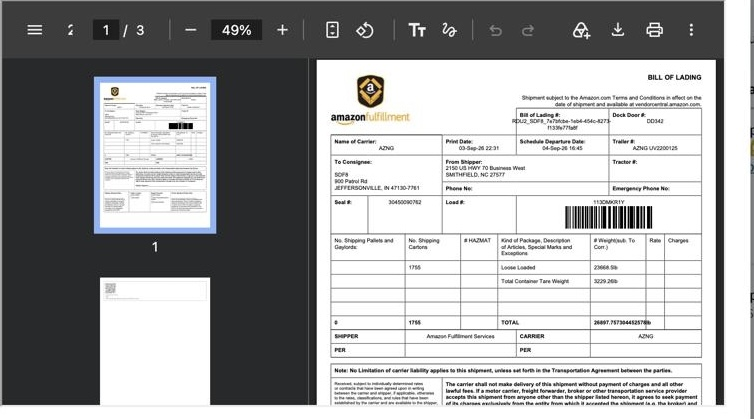 1 / 3
49%
BILL OF LADING
Shipment subject to the Amazon.com Terms and Conditions in effect on the
date of shipment and available at vendorcentral.amazon.com.
amazonfulfillment
Bill of Lading #:
Dock Door #:
DD342
Name of Carrier:
AZNG
Print Date:
03-Sep-26 22:31
Schedule Departure Date:
04-Sep-26 16:45
Trailer #:
AZNG UV2200125
To Consignee:
SDF8
900 Patrol Rd
JEFFERSONVILLE, IN 47130-7761
From Shipper:
2150 US HWY 70 Business West
SMITHFIELD, NC 27577
Tractor #:
Phone No:
Emergency Phone No:
Seal #:
30450090762
Load #:
113DMKR1Y
No. Shipping Pallets and
Gaylords:
No. Shipping
Cartons
# HAZMAT
Kind of Package, Description
of Articles, Special Marks and
Exceptions
# Weight(sub. To
Corr.)
Rate
Charges
1755
Loose Loaded
23668.5lb
Total Container Tare Weight
3229.26lb
0
1755
TOTAL
SHIPPER
Amazon Fulfillment Services
CARRIER
AZNG
PER
PER
Note: No Limitation of carrier liability applies to this shipment, unless set forth in the Transportation Agreement between the parties.
Received, subject to individually determined rates
or contracts that have been agreed upon in writing
between the carrier and shipper, if applicable, otherwise
to the rates, classifications, and rules that have been
established by the carrier and are available to the shipper,
The carrier shall not make delivery of this shipment without payment of charges and all other
lawful fees. If a motor carrier, freight forwarder, broker or other transportation service provider
accepts this shipment from anyone other than the shipper listed hereon, it agrees to seek payment
of its charges exclusively from the entity from which it accepted the shipment (e.g. the broker) and
1